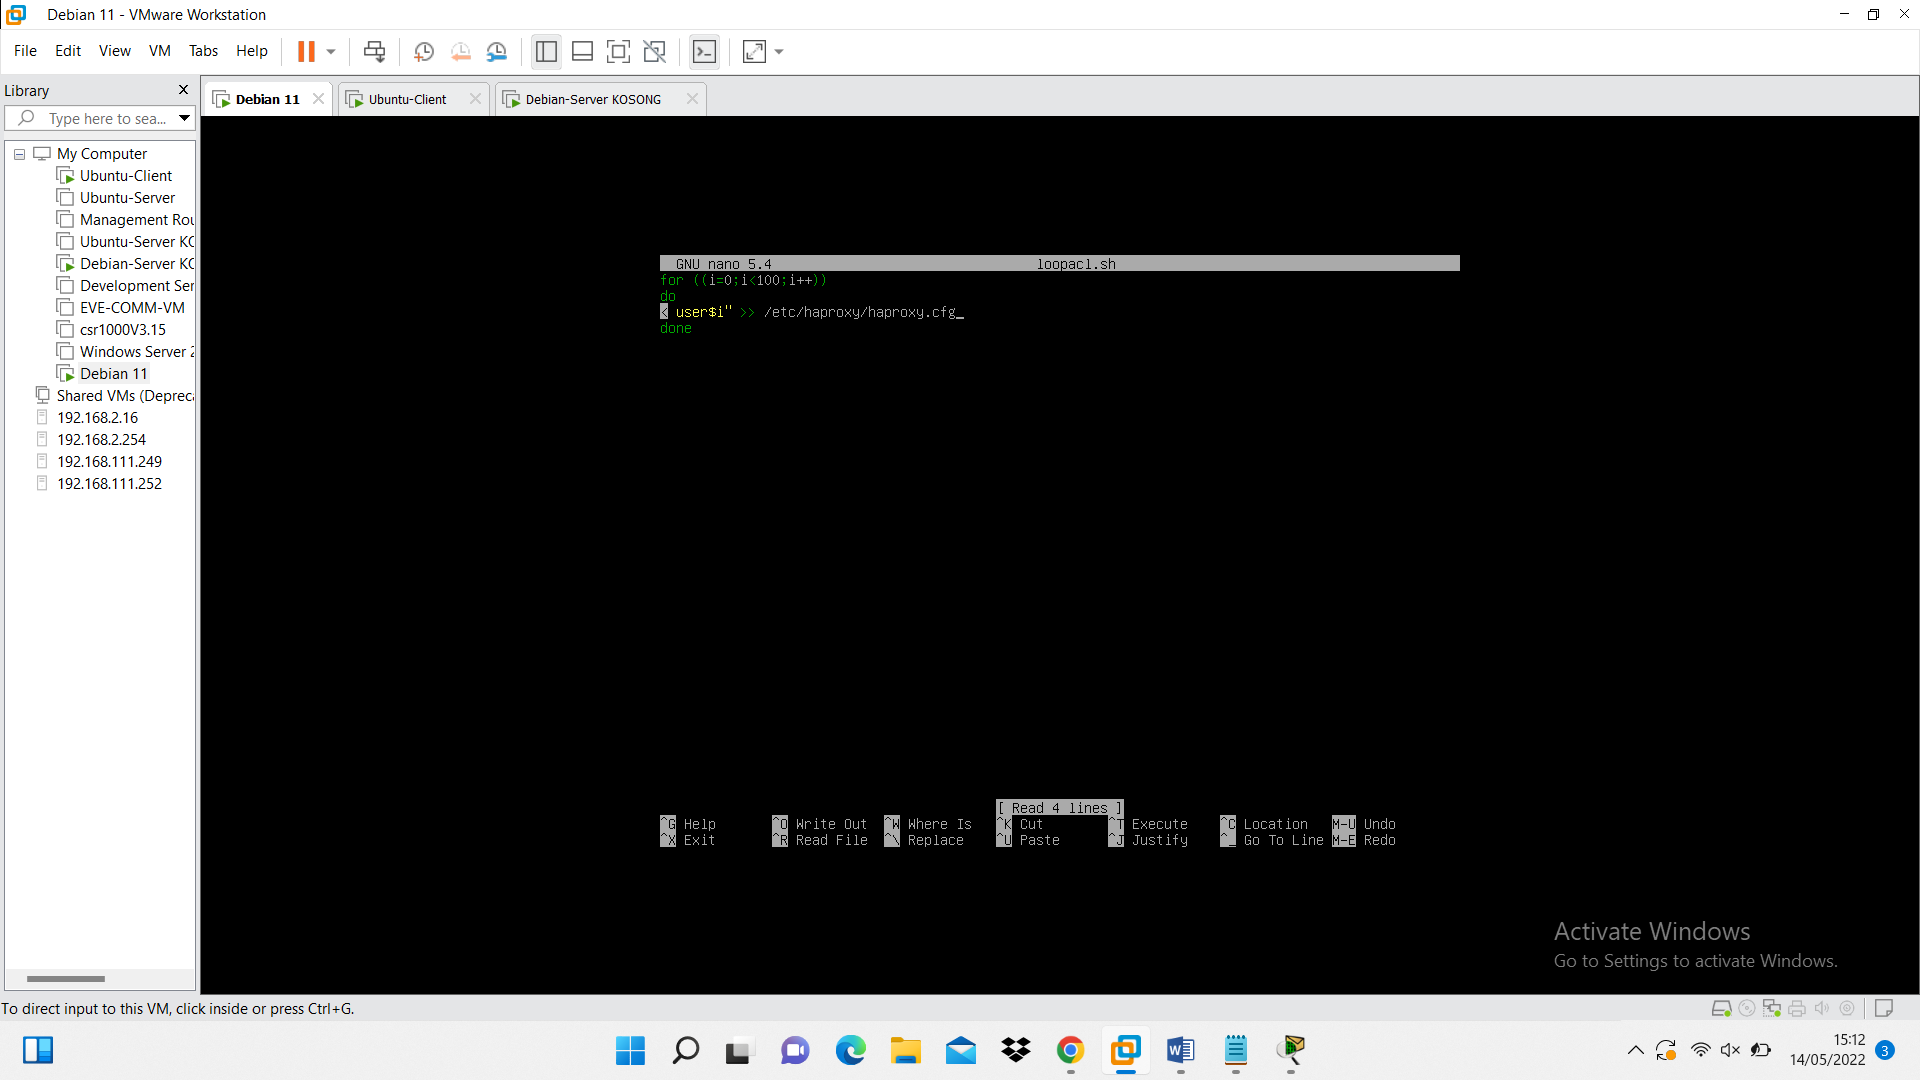 Debian 11 - VMware Workstation
File Edit View VM Tabs Help
Library
Type here to sea...
My Computer
Ubuntu-Client
Ubuntu-Server
Management Rou
Ubuntu-Server KO
Debian-Server KO
Development Ser
EVE-COMM-VM
csr1000V3.15
Windows Server 2
Debian 11
Shared VMs (Depreca
192.168.2.16
192.168.2.254
192.168.111.249
192.168.111.252
Debian 11 Ubuntu-Client Debian-Server KOSONG
GNU nano 5.4 loopacl.sh
for ((i=0;i<100;i++))
do
< user$i" >> /etc/haproxy/haproxy.cfg_
done
[ Read 4 lines ]
^G Help ^O Write Out ^W Where Is ^K Cut ^T Execute ^C Location M-U Undo
^X Exit ^R Read File ^\ Replace ^U Paste ^J Justify ^_ Go To Line M-E Redo
Activate Windows
Go to Settings to activate Windows.
To direct input to this VM, click inside or press Ctrl+G.
15:12
14/05/2022
3